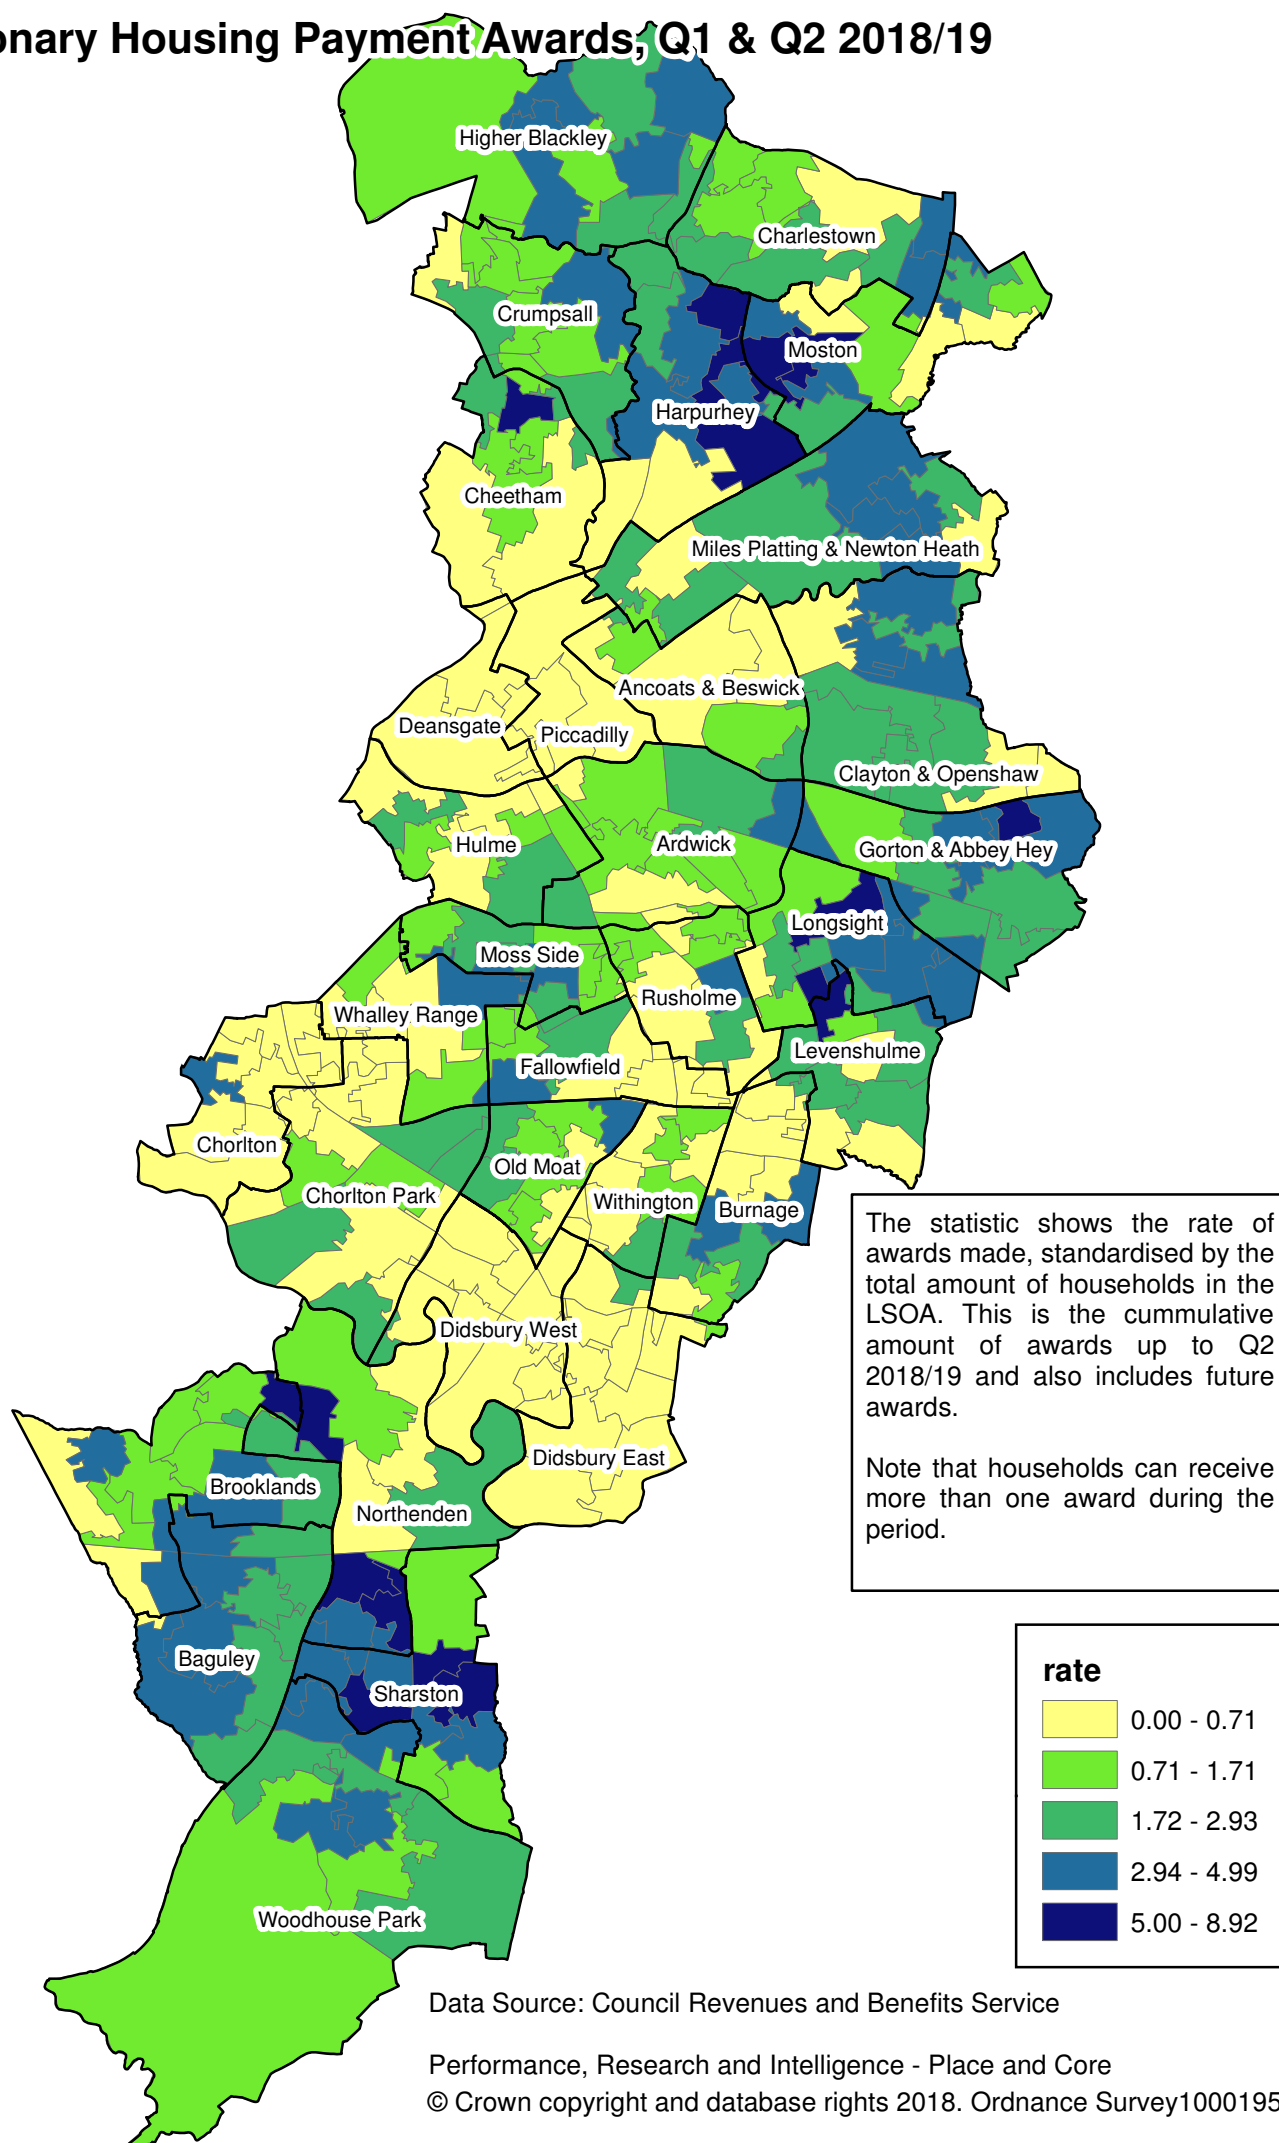 onary Housing Payment Awards, Q1 & Q2 2018/19
Higher Blackley
Charlestown
Crumpsall
Moston
Harpurhey
Cheetham
Miles Platting & Newton Heath
Ancoats & Beswick
Deansgate
Piccadilly
Clayton & Openshaw
Hulme
Ardwick
Gorton & Abbey Hey
Longsight
Moss Side
Rusholme
Whalley Range
Levenshulme
Fallowfield
Chorlton
Old Moat
Chorlton Park
Withington
Burnage
The statistic shows the rate of
awards made, standardised by the
total amount of households in the
LSOA. This is the cummulative
amount of awards up to Q2
2018/19 and also includes future
awards.
Note that households can receive
more than one award during the
period.
Didsbury West
Didsbury East
Brooklands
Northenden
Baguley
Sharston
Woodhouse Park
rate
0.00 - 0.71
0.71 - 1.71
1.72 - 2.93
2.94 - 4.99
5.00 - 8.92
Data Source: Council Revenues and Benefits Service
Performance, Research and Intelligence - Place and Core
© Crown copyright and database rights 2018. Ordnance Survey1000195